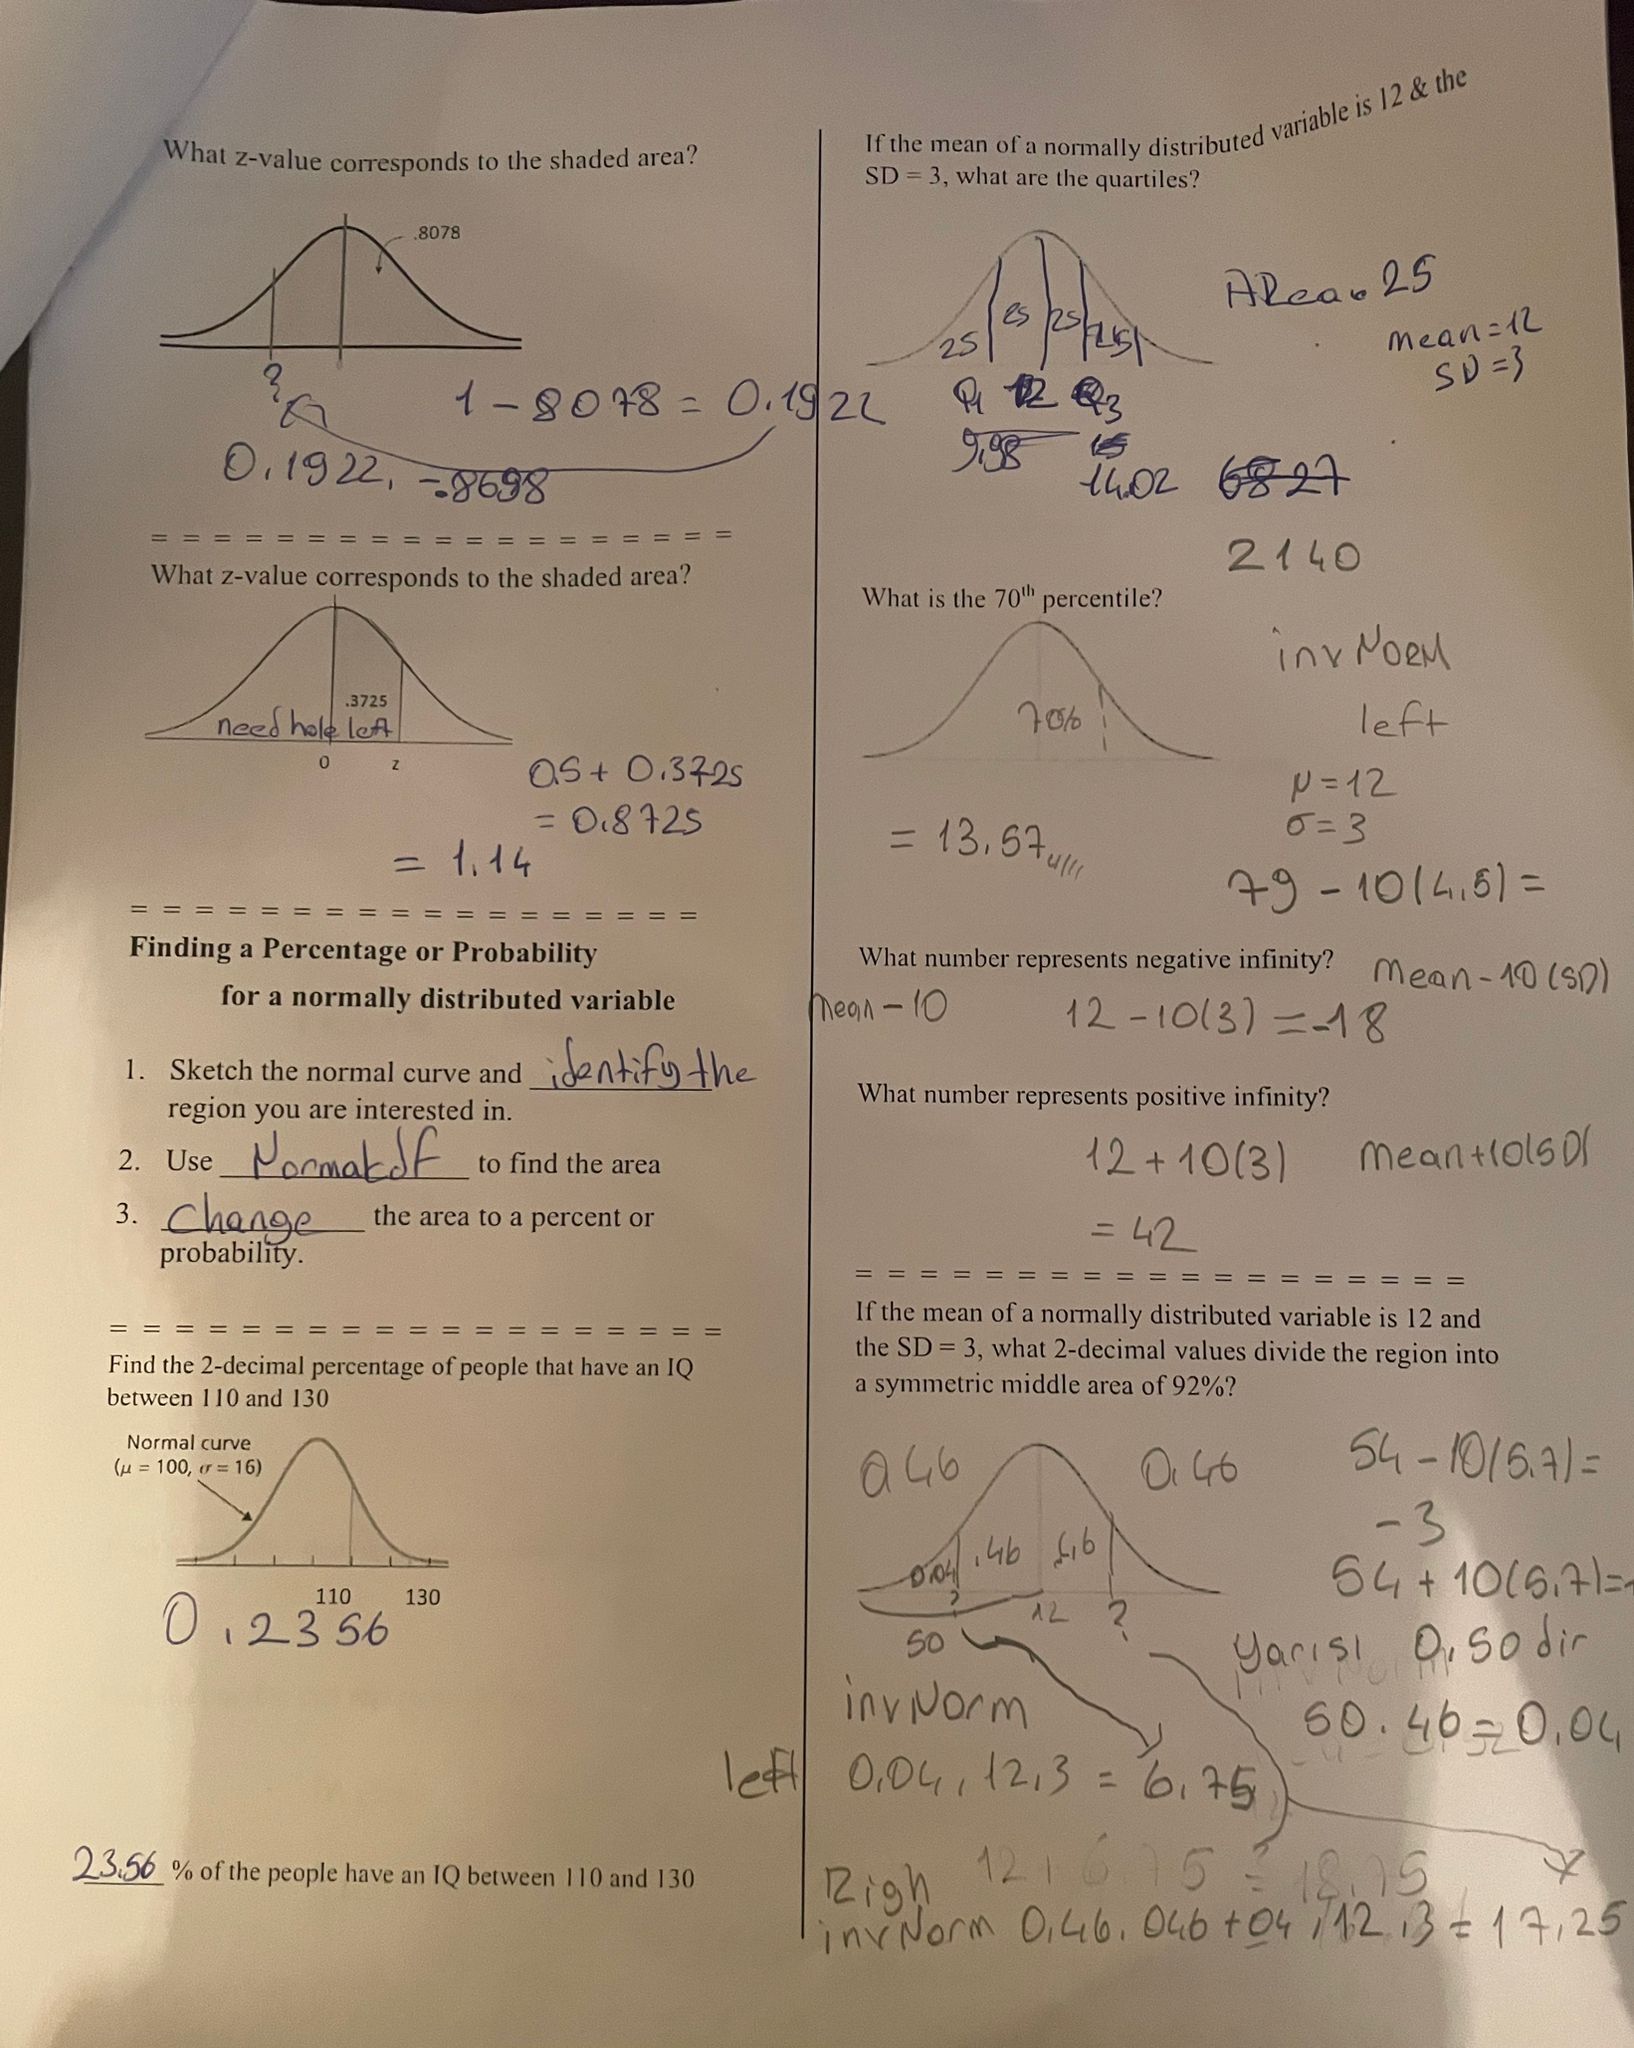 What z-value corresponds to the shaded area?
.8078
?
1 - 8078 = 0.1922
0.1922. -.8698
= = = = = = = = = = = = = = = = = = =
What z-value corresponds to the shaded area?
.3725
need hole left
0 z
0.5 + 0.3725
= 0.8725
= 1.14
= = = = = = = = = = = = = = = = = =
Finding a Percentage or Probability
for a normally distributed variable
1. Sketch the normal curve and identify the
region you are interested in.
2. Use Normalcdf to find the area
3. Change the area to a percent or
probability.
= = = = = = = = = = = = = = = = = = =
Find the 2-decimal percentage of people that have an IQ
between 110 and 130
Normal curve
(μ = 100, σ = 16)
110 130
0.2356
23.56 % of the people have an IQ between 110 and 130
If the mean of a normally distributed variable is 12 & the
SD = 3, what are the quartiles?
ARea. 25
mean = 12
SD = 3
25 25 25 25
Q1 12 Q3
9.98
14.02 6827
2140
What is the 70th percentile?
70%
invNorm
left
μ = 12
σ = 3
= 13.57
79 - 10(4,5) =
What number represents negative infinity?
Mean - 10(SD)
mean - 10 12 - 10(3) = -18
What number represents positive infinity?
12 + 10(3) Mean+10(SD)
= 42
= = = = = = = = = = = = = = = = = = =
If the mean of a normally distributed variable is 12 and
the SD = 3, what 2-decimal values divide the region into
a symmetric middle area of 92%?
0.46 0.46
54 - 10(5.7) =
-3
0.04 .46
54 + 10(5.7) =
? 12 ?
50
yarısı 0,50 dir
50. 46 = 0,04
invNorm
left 0,04, 12,3 = 6,75
Righ 12 + 6.75 = 18.75
invNorm 0,46. 046 + 04, 12,3 = 17,25